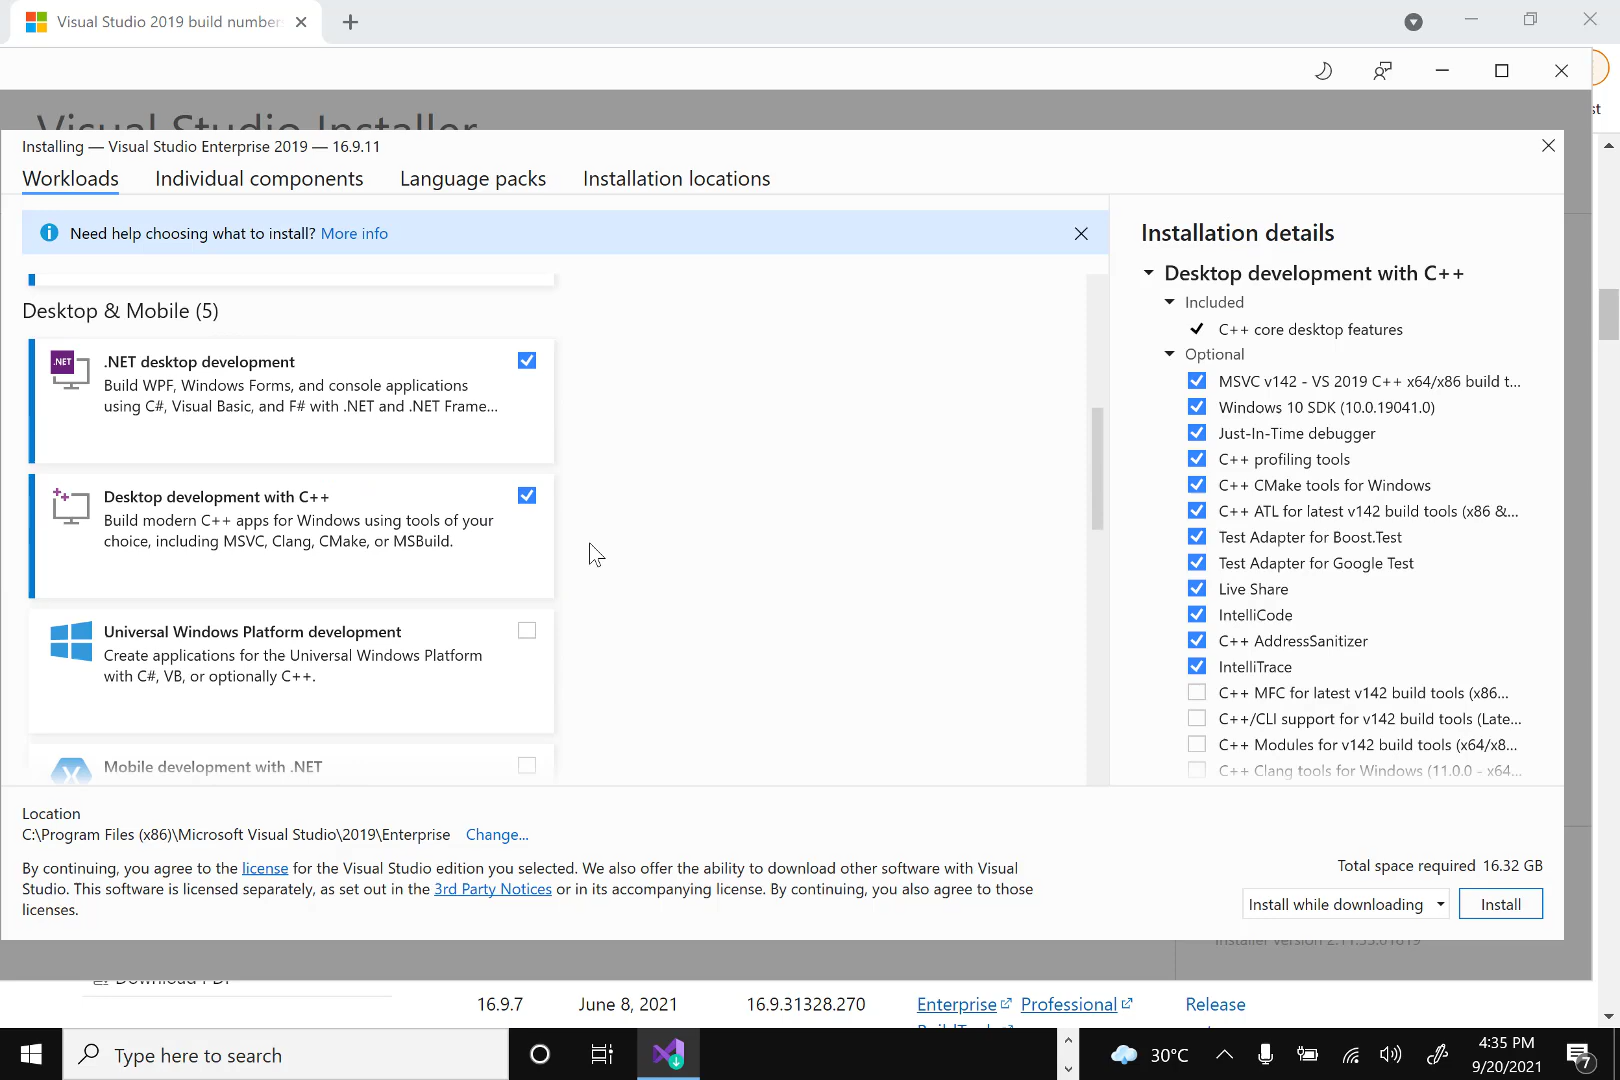 Visual Studio 2019 build number
st
Visual Studio Installer
Installing — Visual Studio Enterprise 2019 — 16.9.11
Workloads
Individual components
Language packs
Installation locations
Need help choosing what to install? More info
Desktop & Mobile (5)
.NET
.NET desktop development
Build WPF, Windows Forms, and console applications
using C#, Visual Basic, and F# with .NET and .NET Frame...
Desktop development with C++
Build modern C++ apps for Windows using tools of your
choice, including MSVC, Clang, CMake, or MSBuild.
Universal Windows Platform development
Create applications for the Universal Windows Platform
with C#, VB, or optionally C++.
Mobile development with .NET
Installation details
Desktop development with C++
Included
C++ core desktop features
Optional
MSVC v142 - VS 2019 C++ x64/x86 build t...
Windows 10 SDK (10.0.19041.0)
Just-In-Time debugger
C++ profiling tools
C++ CMake tools for Windows
C++ ATL for latest v142 build tools (x86 &...
Test Adapter for Boost.Test
Test Adapter for Google Test
Live Share
IntelliCode
C++ AddressSanitizer
IntelliTrace
C++ MFC for latest v142 build tools (x86...
C++/CLI support for v142 build tools (Late...
C++ Modules for v142 build tools (x64/x8...
C++ Clang tools for Windows (11.0.0 - x64...
Location
C:\Program Files (x86)\Microsoft Visual Studio\2019\Enterprise Change...
By continuing, you agree to the license for the Visual Studio edition you selected. We also offer the ability to download other software with Visual
Studio. This software is licensed separately, as set out in the 3rd Party Notices or in its accompanying license. By continuing, you also agree to those
licenses.
Total space required 16.32 GB
Install while downloading
Install
Download PDF
16.9.7 June 8, 2021 16.9.31328.270 Enterprise Professional Release
Type here to search
30°C
4:35 PM
9/20/2021
7